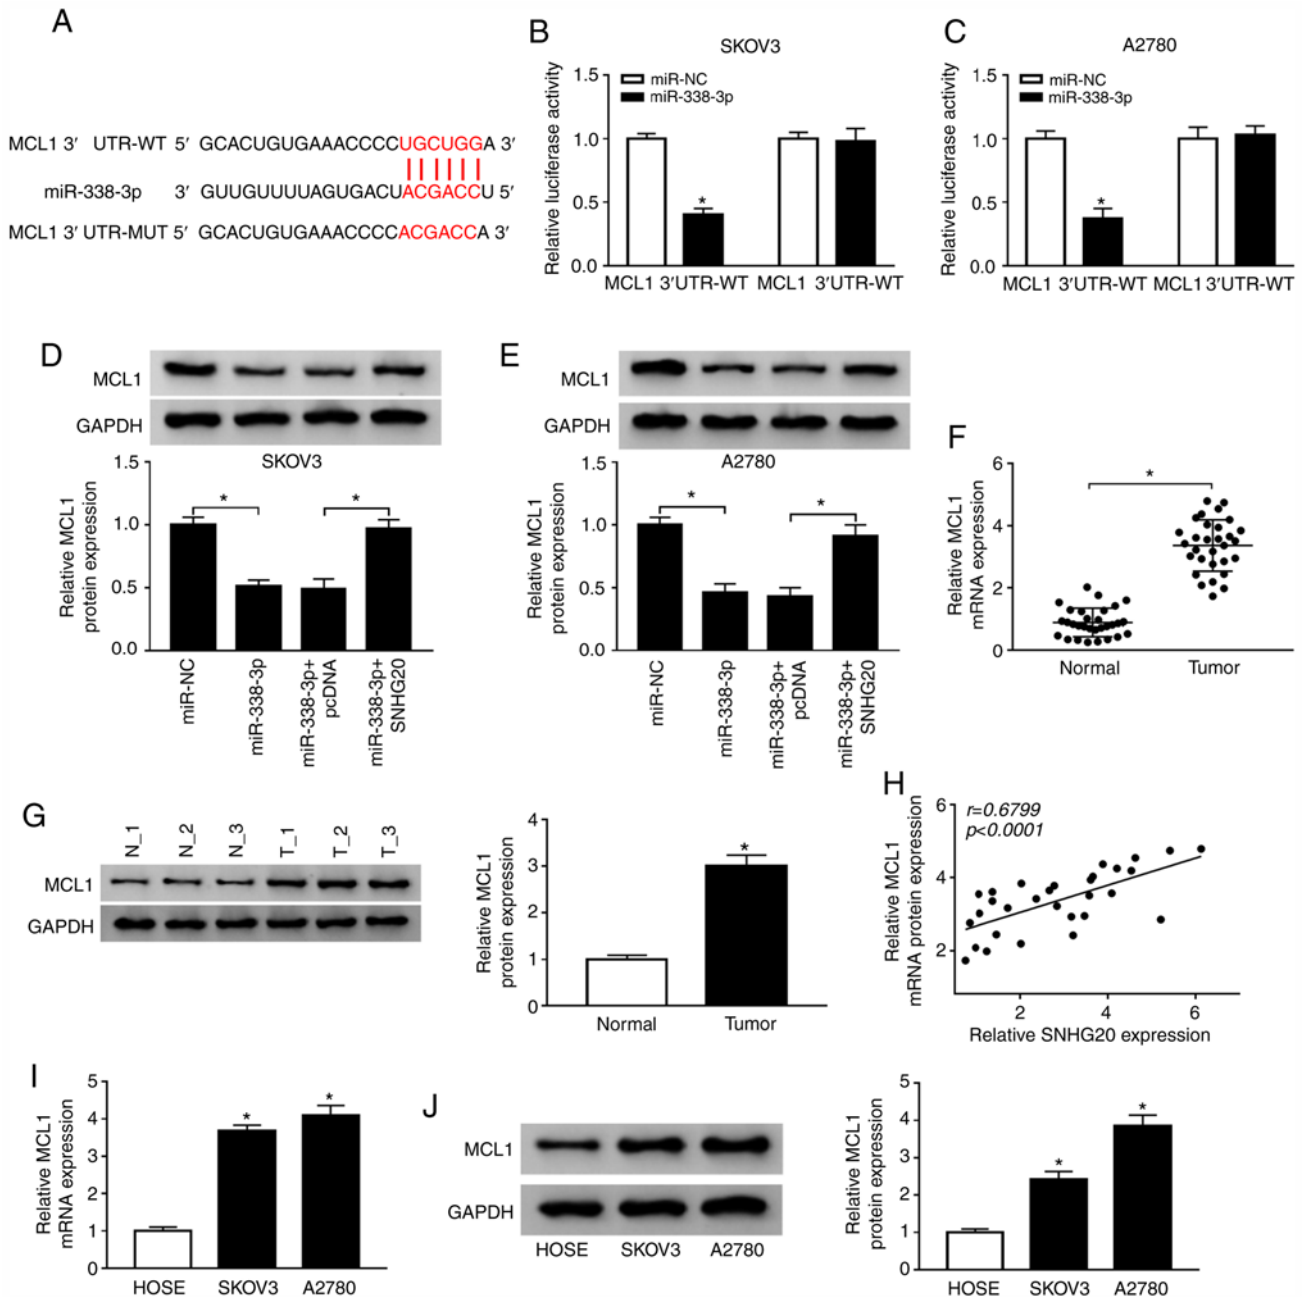 A
MCL1 3′ UTR-WT 5′ GCACUGUGAAACCCCUGCUGGA 3′
miR-338-3p 3′ GUUGUUUUAGUGACUACGACCU 5′
MCL1 3′ UTR-MUT 5′ GCACUGUGAAACCCCACGACCA 3′
B
SKOV3
Relative luciferase activity
1.5
1.0
0.5
0.0
miR-NC
miR-338-3p
*
MCL1 3′UTR-WT MCL1 3′UTR-WT
C
A2780
Relative luciferase activity
1.5
1.0
0.5
0.0
miR-NC
miR-338-3p
*
MCL1 3′UTR-WT MCL1 3′UTR-WT
D
MCL1
GAPDH
SKOV3
Relative MCL1
protein expression
1.5
1.0
0.5
0.0
* *
miR-NC
miR-338-3p
miR-338-3p+
pcDNA
miR-338-3p+
SNHG20
E
MCL1
GAPDH
A2780
Relative MCL1
protein expression
1.5
1.0
0.5
0.0
* *
miR-NC
miR-338-3p
miR-338-3p+
pcDNA
miR-338-3p+
SNHG20
F
Relative MCL1
mRNA expression
6
4
2
0
*
Normal Tumor
G
N_1 N_2 N_3 T_1 T_2 T_3
MCL1
GAPDH
Relative MCL1
protein expression
4
3
2
1
0
*
Normal Tumor
H
Relative MCL1
mRNA protein expression
6
4
2
r=0.6799
p<0.0001
2 4 6
Relative SNHG20 expression
I
Relative MCL1
mRNA expression
5
4
3
2
1
0
* *
HOSE SKOV3 A2780
J
MCL1
GAPDH
HOSE SKOV3 A2780
Relative MCL1
protein expression
5
4
3
2
1
0
* *
HOSE SKOV3 A2780